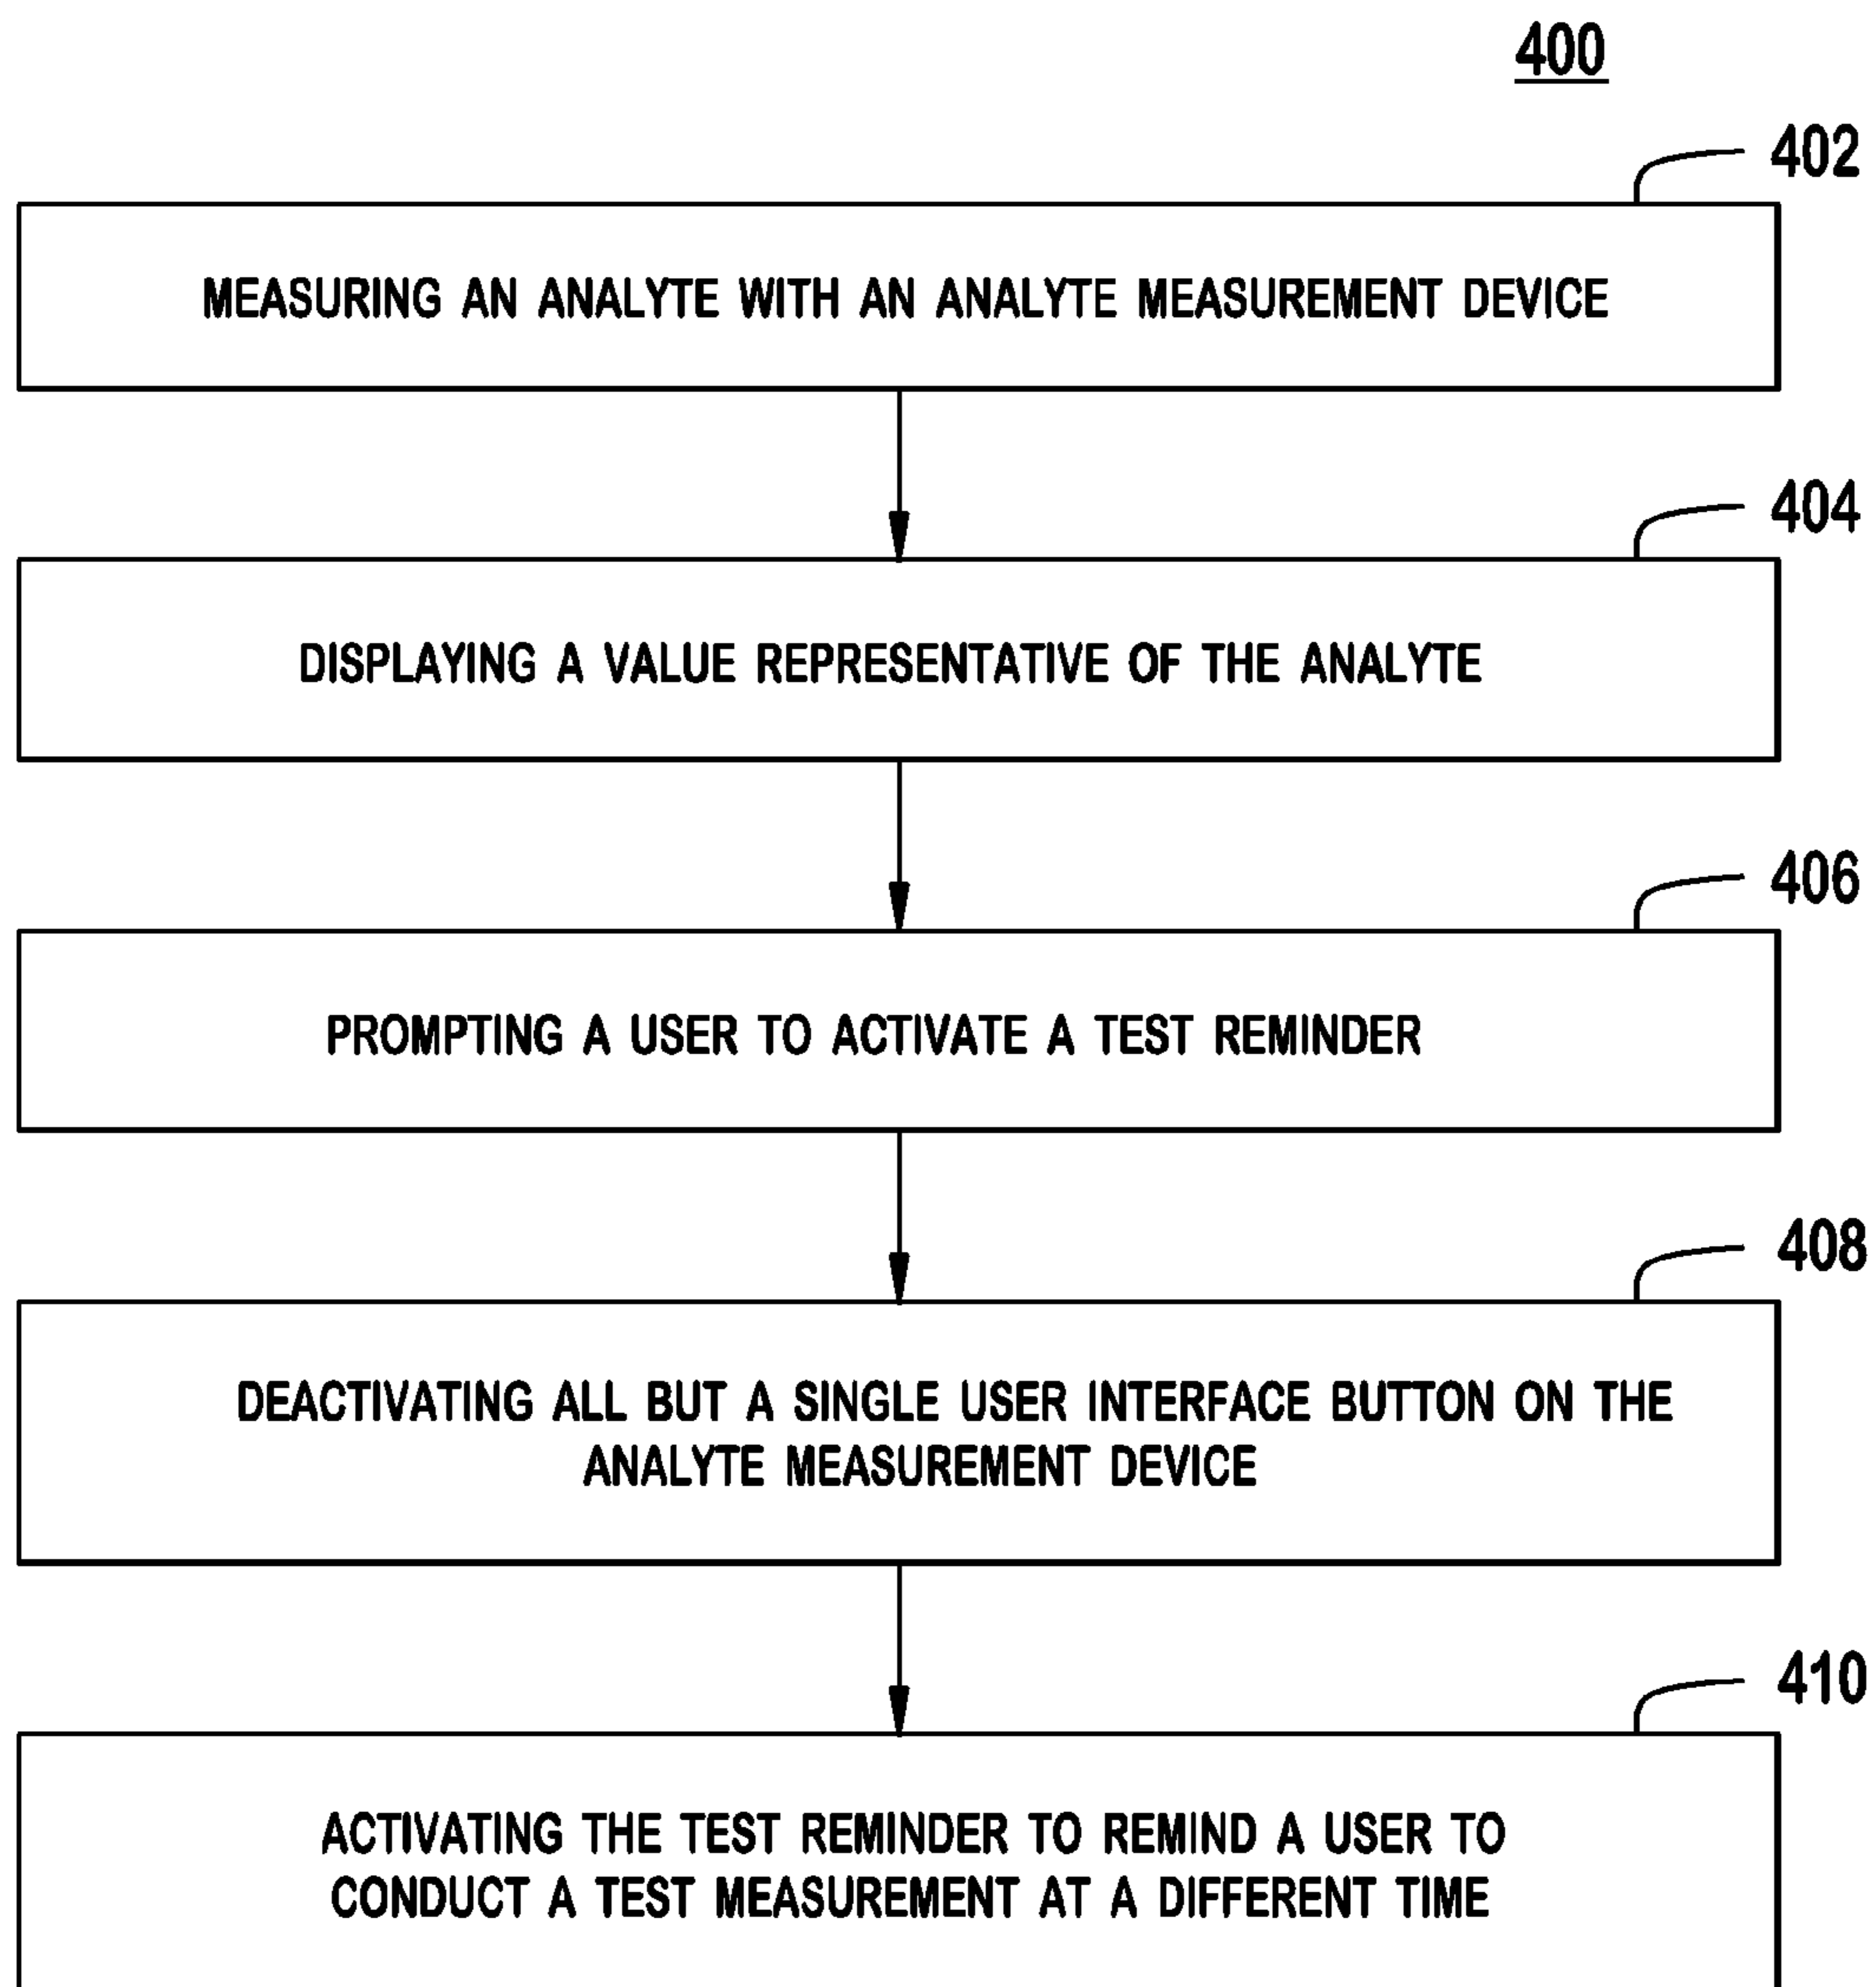 400
402
MEASURING AN ANALYTE WITH AN ANALYTE MEASUREMENT DEVICE
404
DISPLAYING A VALUE REPRESENTATIVE OF THE ANALYTE
406
PROMPTING A USER TO ACTIVATE A TEST REMINDER
408
DEACTIVATING ALL BUT A SINGLE USER INTERFACE BUTTON ON THE
ANALYTE MEASUREMENT DEVICE
410
ACTIVATING THE TEST REMINDER TO REMIND A USER TO
CONDUCT A TEST MEASUREMENT AT A DIFFERENT TIME